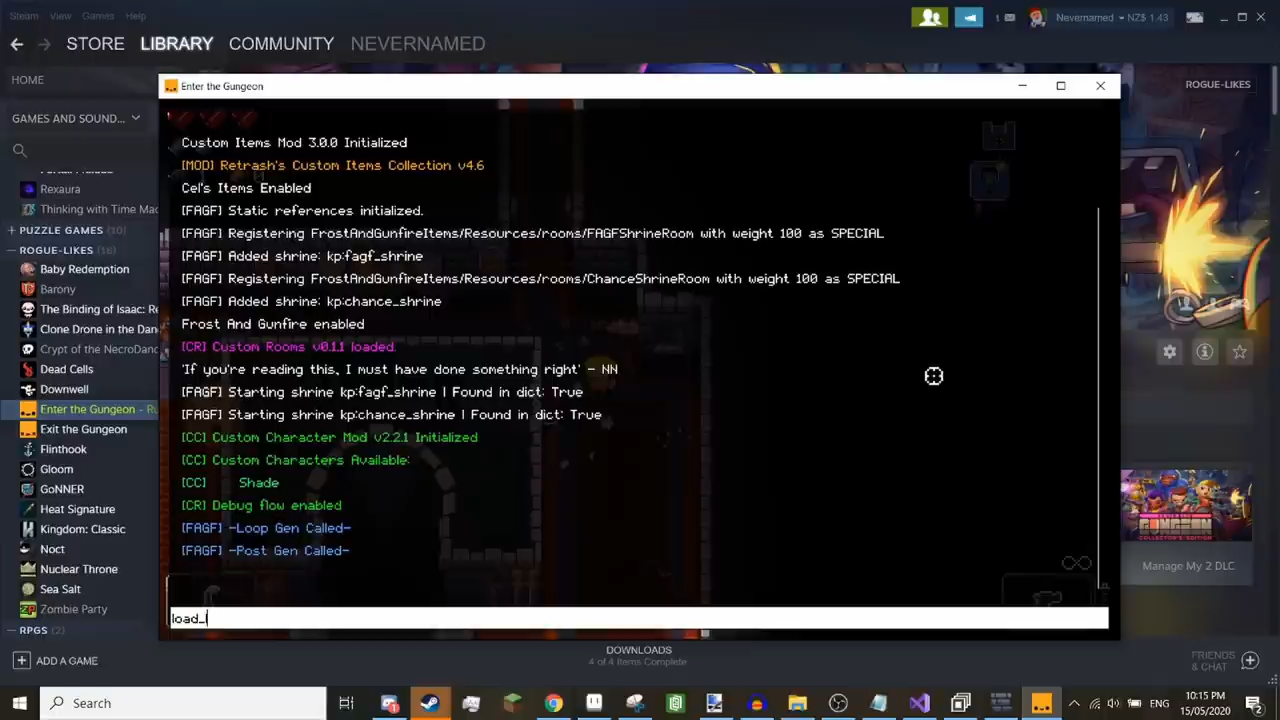 Steam View Games Help
1 Nevernamed NZ$ 1.43
STORE LIBRARY COMMUNITY NEVERNAMED
HOME
GAMES AND SOUND...
ROGUE-LIKES
Rexaura
Thinking with Time Mac
PUZZLE GAMES (10)
ROGUE-LIKES
Baby Redemption
Barony
The Binding of Isaac: Re
Clone Drone in the Dan
Crypt of the NecroDanc
Dead Cells
Downwell
Enter the Gungeon - Ru
Exit the Gungeon
Flinthook
Gloom
GoNNER
Heat Signature
Kingdom: Classic
Noct
Nuclear Throne
Sea Salt
Zombie Party
RPGS (2)
ADD A GAME
Enter the Gungeon
Custom Items Mod 3.0.0 Initialized
[MOD] Retrash's Custom Items Collection v4.6
Cel's Items Enabled
[FAGF] Static references initialized.
[FAGF] Registering FrostAndGunfireItems/Resources/rooms/FAGFShrineRoom with weight 100 as SPECIAL
[FAGF] Added shrine: kp:fagf_shrine
[FAGF] Registering FrostAndGunfireItems/Resources/rooms/ChanceShrineRoom with weight 100 as SPECIAL
[FAGF] Added shrine: kp:chance_shrine
Frost And Gunfire enabled
[CR] Custom Rooms v0.1.1 loaded.
'If you're reading this, I must have done something right' - NN
[FAGF] Starting shrine kp:fagf_shrine | Found in dict: True
[FAGF] Starting shrine kp:chance_shrine | Found in dict: True
[CC] Custom Character Mod v2.2.1 Initialized
[CC] Custom Characters Available:
[CC] Shade
[CR] Debug flow enabled
[FAGF] -Loop Gen Called-
[FAGF] -Post Gen Called-
load_l
GUNGEON
COLLECTOR'S EDITION
Manage My 2 DLC
DOWNLOADS
4 of 4 Items Complete
FRIENDS
& CHAT
Search
ENG
10:15 PM
15/05/2020
2